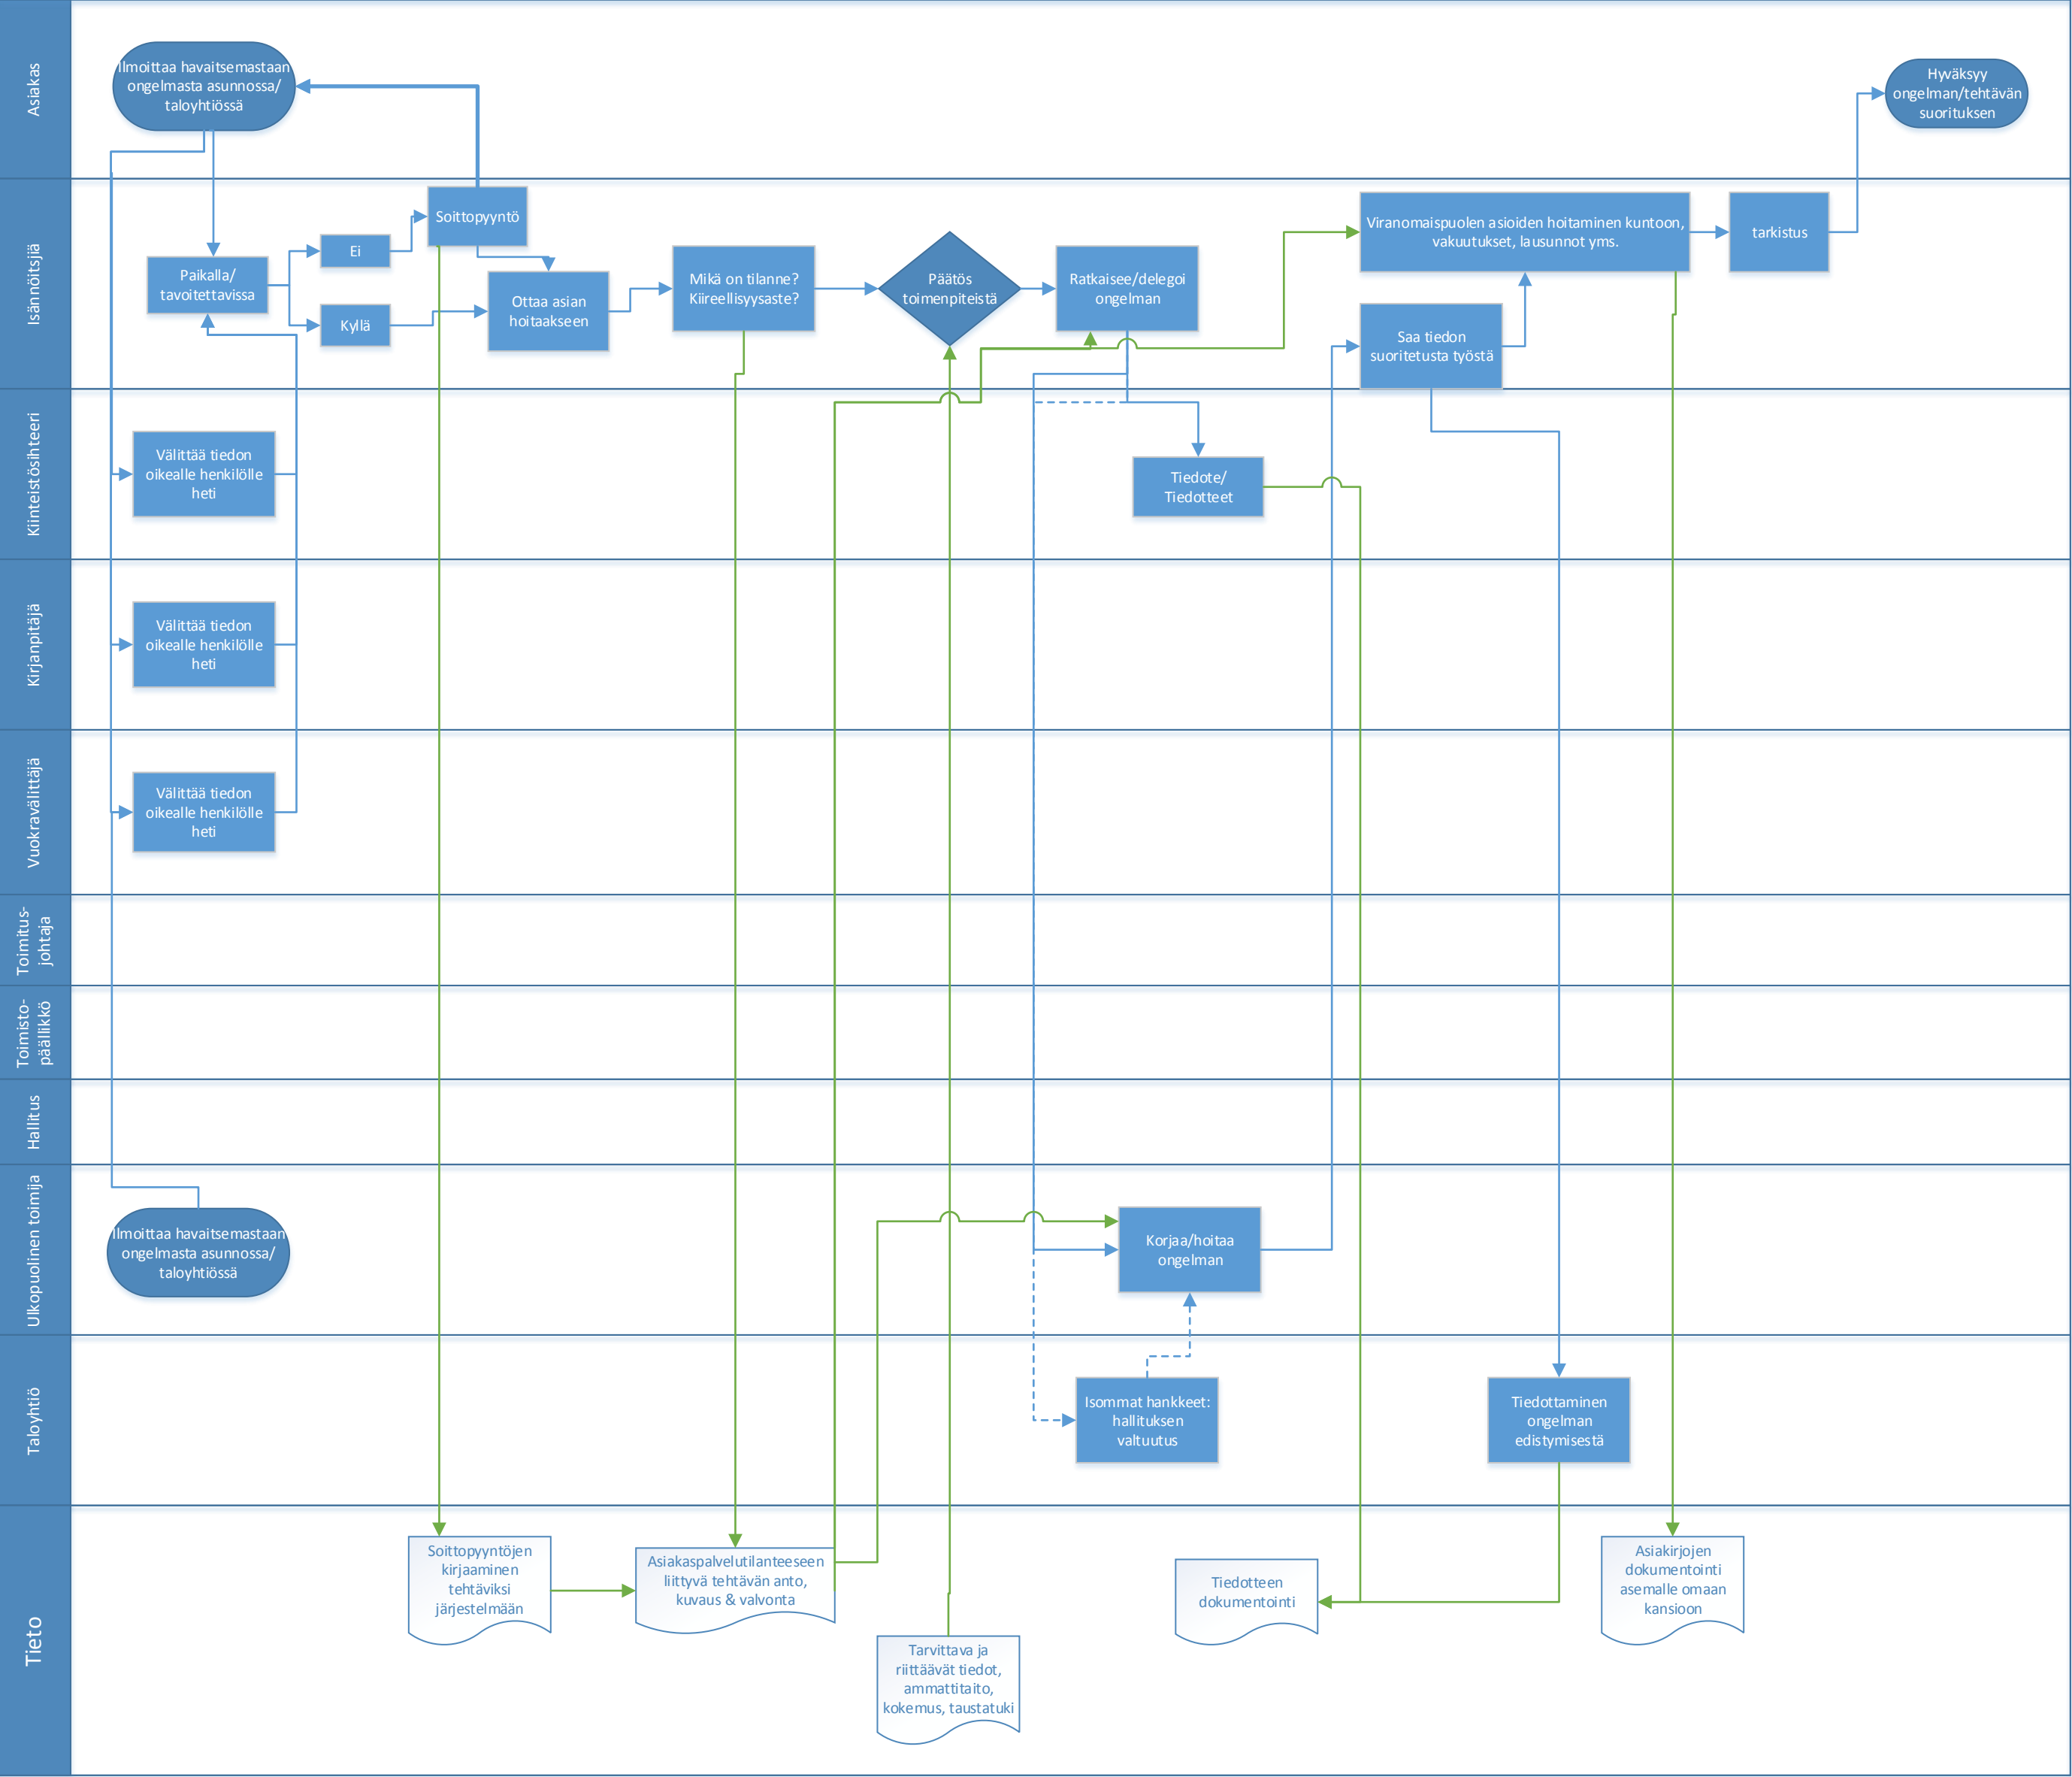 Asiakas
Ilmoittaa havaitsemastaan
ongelmasta asunnossa/
taloyhtiössä
Hyväksyy
ongelman/tehtävän
suorituksen
Isännöitsjiä
Paikalla/
tavoitettavissa
Ei
Kyllä
Soittopyyntö
Ottaa asian
hoitaakseen
Mikä on tilanne?
Kiireellisyysaste?
Päätös
toimenpiteistä
Ratkaisee/delegoi
ongelman
Viranomaispuolen asioiden hoitaminen kuntoon,
vakuutukset, lausunnot yms.
tarkistus
Saa tiedon
suoritetusta työstä
Kiinteistösihteeri
Välittää tiedon
oikealle henkilölle
heti
Tiedote/
Tiedotteet
Kirjanpitäjä
Välittää tiedon
oikealle henkilölle
heti
Vuokravälittäjä
Välittää tiedon
oikealle henkilölle
heti
Toimitus-
johtaja
Toimisto-
päällikkö
Hallitus
Ulkopuolinen toimija
Ilmoittaa havaitsemastaan
ongelmasta asunnossa/
taloyhtiössä
Korjaa/hoitaa
ongelman
Taloyhtiö
Isommat hankkeet:
hallituksen
valtuutus
Tiedottaminen
ongelman
edistymisestä
Tieto
Soittopyyntöjen
kirjaaminen
tehtäviksi
järjestelmään
Asiakaspalvelutilanteeseen
liittyvä tehtävän anto,
kuvaus & valvonta
Tarvittava ja
riittäävät tiedot,
ammattitaito,
kokemus, taustatuki
Tiedotteen
dokumentointi
Asiakirjojen
dokumentointi
asemalle omaan
kansioon